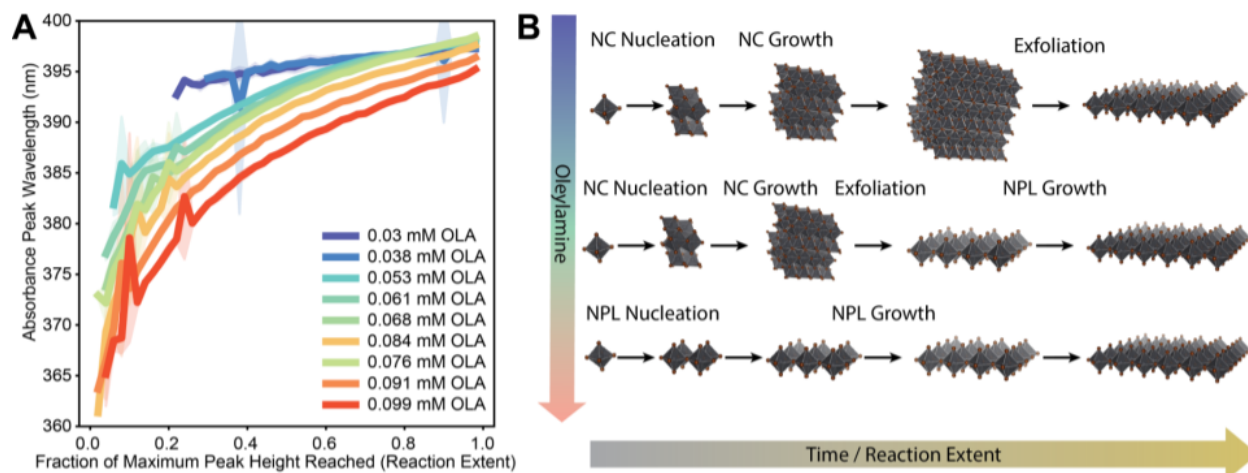 A
Absorbance Peak Wavelength (nm)
400
395
390
385
380
375
370
365
360
0.03 mM OLA
0.038 mM OLA
0.053 mM OLA
0.061 mM OLA
0.068 mM OLA
0.084 mM OLA
0.076 mM OLA
0.091 mM OLA
0.099 mM OLA
0.0 0.2 0.4 0.6 0.8 1.0
Fraction of Maximum Peak Height Reached (Reaction Extent)
B
Oleylamine
NC Nucleation NC Growth Exfoliation
NC Nucleation NC Growth Exfoliation NPL Growth
NPL Nucleation NPL Growth
Time / Reaction Extent